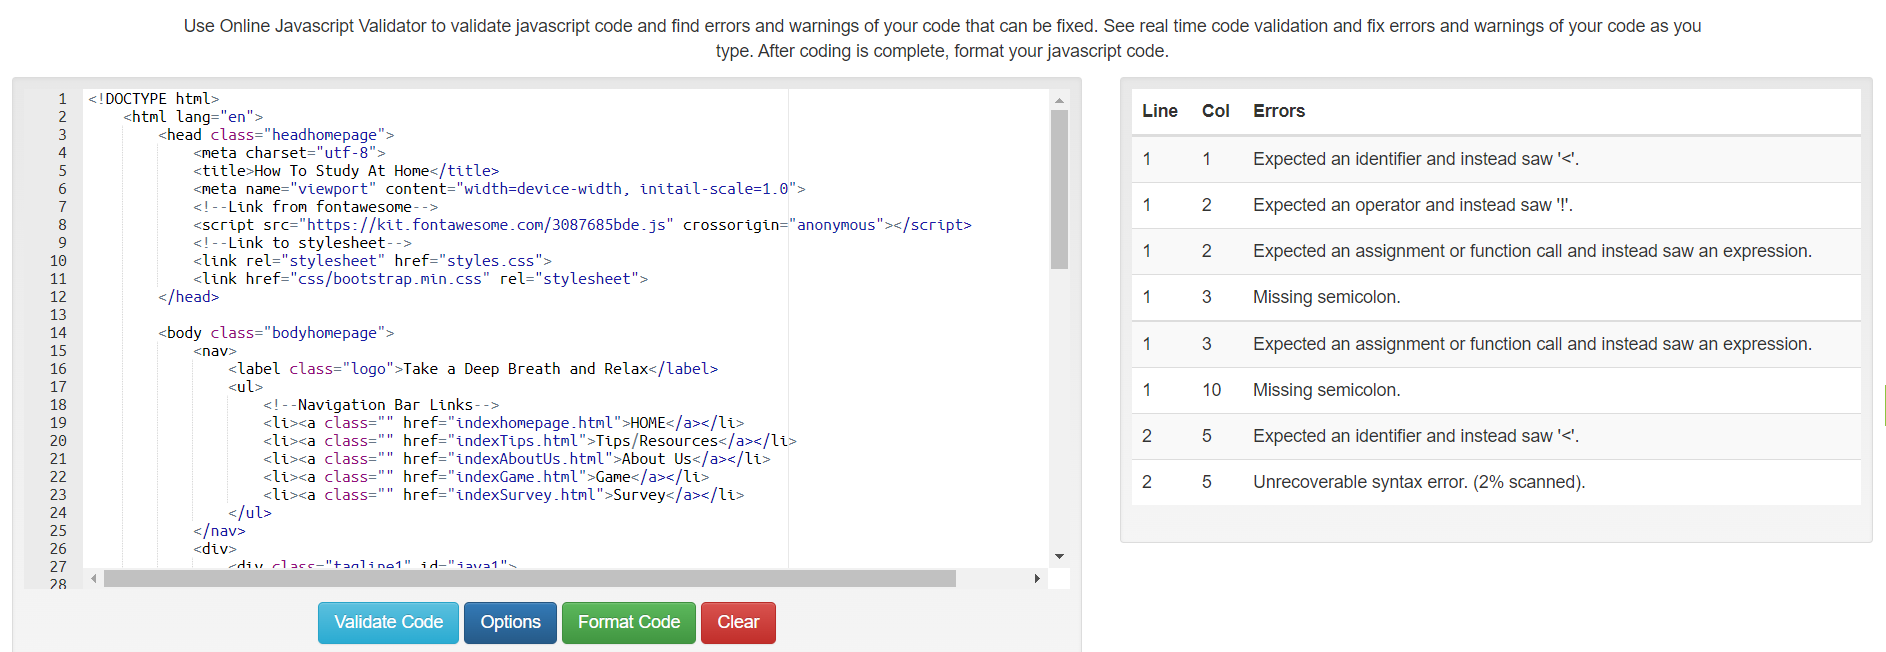 Use Online Javascript Validator to validate javascript code and find errors and warnings of your code that can be fixed. See real time code validation and fix errors and warnings of your code as you
type. After coding is complete, format your javascript code.
1 <!DOCTYPE html>
2 <html lang="en">
3 <head class="headhomepage">
4 <meta charset="utf-8">
5 <title>How To Study At Home</title>
6 <meta name="viewport" content="width=device-width, initail-scale=1.0">
7 <!--Link from fontawesome-->
8 <script src="https://kit.fontawesome.com/3087685bde.js" crossorigin="anonymous"></script>
9 <!--Link to stylesheet-->
10 <link rel="stylesheet" href="styles.css">
11 <link href="css/bootstrap.min.css" rel="stylesheet">
12 </head>
13
14 <body class="bodyhomepage">
15 <nav>
16 <label class="logo">Take a Deep Breath and Relax</label>
17 <ul>
18 <!--Navigation Bar Links-->
19 <li><a class="" href="indexhomepage.html">HOME</a></li>
20 <li><a class="" href="indexTips.html">Tips/Resources</a></li>
21 <li><a class="" href="indexAboutUs.html">About Us</a></li>
22 <li><a class="" href="indexGame.html">Game</a></li>
23 <li><a class="" href="indexSurvey.html">Survey</a></li>
24 </ul>
25 </nav>
26 <div>
27 <div class="tagline1" id="java1">
28
Validate Code Options Format Code Clear
Line Col Errors
1 1 Expected an identifier and instead saw '<'.
1 2 Expected an operator and instead saw '!'.
1 2 Expected an assignment or function call and instead saw an expression.
1 3 Missing semicolon.
1 3 Expected an assignment or function call and instead saw an expression.
1 10 Missing semicolon.
2 5 Expected an identifier and instead saw '<'.
2 5 Unrecoverable syntax error. (2% scanned).